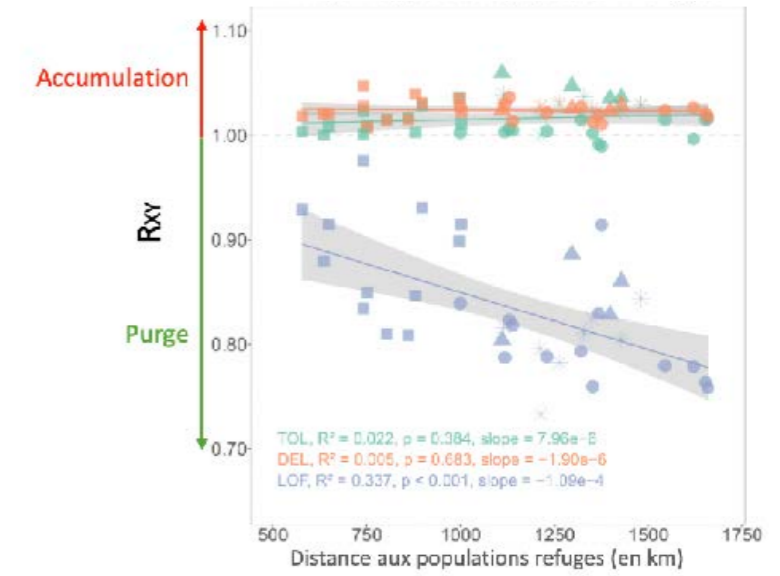 1.10
Accumulation
1.00
RXY
0.90
Purge
0.80
TOL, R² = 0.022, p = 0.384, slope = 7.96e−6
DEL, R² = 0.005, p = 0.683, slope = −1.90e−6
LOF, R² = 0.337, p < 0.001, slope = −1.09e−4
0.70
500 750 1000 1250 1500 1750
Distance aux populations refuges (en km)